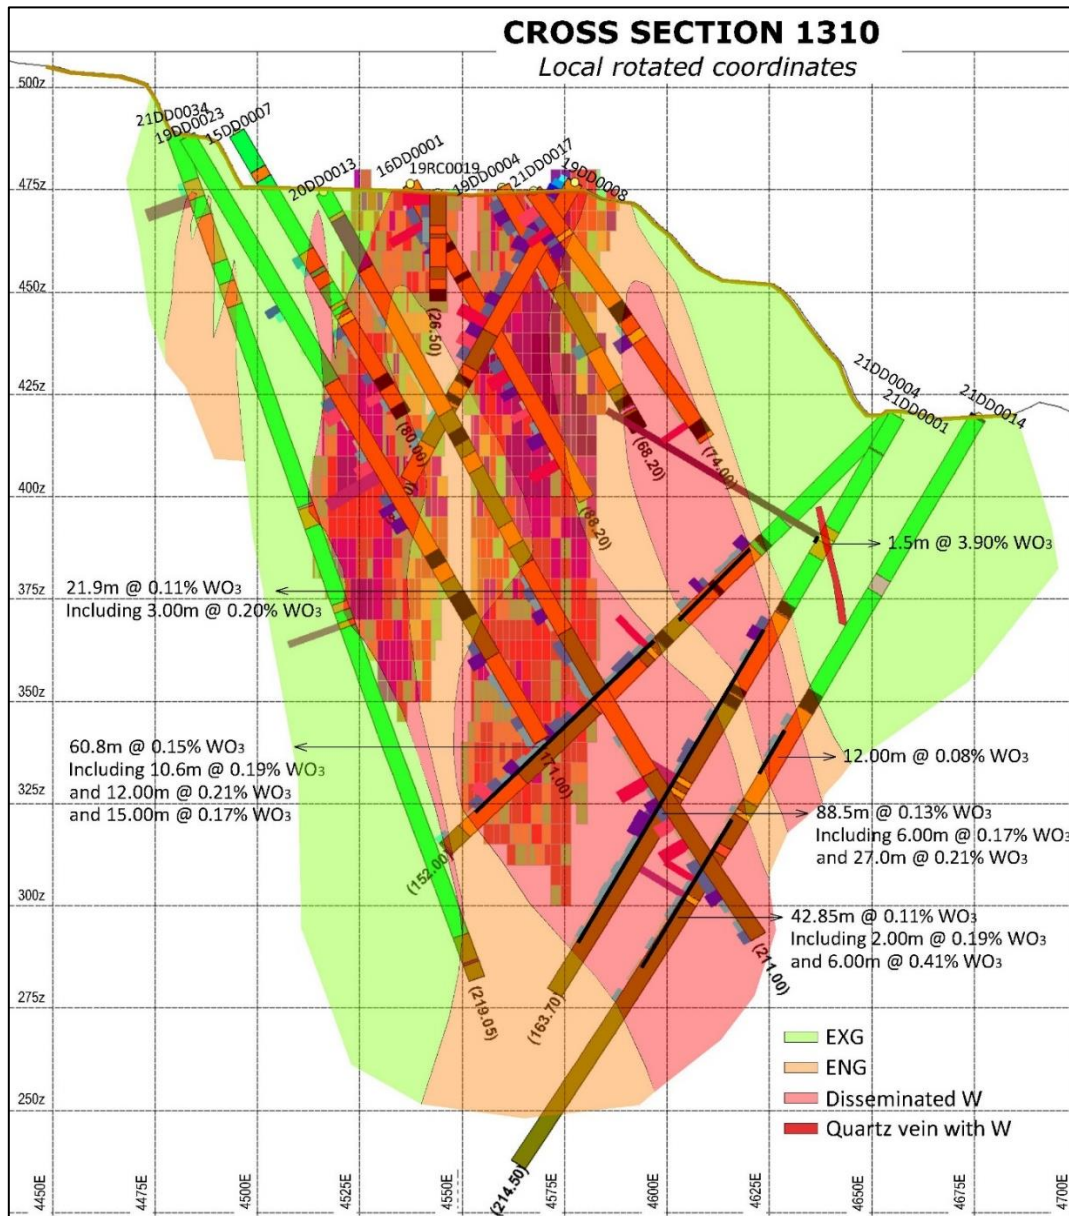 CROSS SECTION 1310
Local rotated coordinates
500z
21DD0034
19DD0023
15DD0007
20DD0013
16DD0001
19RC0019
19DD0004
21DD0017
19DD0008
475z
450z
(26.50)
425z
21DD0004
21DD0001
21DD0014
(80.00)
(68.20)
(74.00)
400z
(88.20)
1.5m @ 3.90% WO₃
21.9m @ 0.11% WO₃
Including 3.00m @ 0.20% WO₃
375z
350z
60.8m @ 0.15% WO₃
Including 10.6m @ 0.19% WO₃
and 12.00m @ 0.21% WO₃
and 15.00m @ 0.17% WO₃
(171.00)
12.00m @ 0.08% WO₃
325z
88.5m @ 0.13% WO₃
Including 6.00m @ 0.17% WO₃
and 27.0m @ 0.21% WO₃
(152.00)
300z
42.85m @ 0.11% WO₃
Including 2.00m @ 0.19% WO₃
and 6.00m @ 0.41% WO₃
(211.00)
(219.05)
(163.70)
275z
EXG
ENG
Disseminated W
Quartz vein with W
250z
(214.50)
4450E
4475E
4500E
4525E
4550E
4575E
4600E
4625E
4650E
4675E
4700E